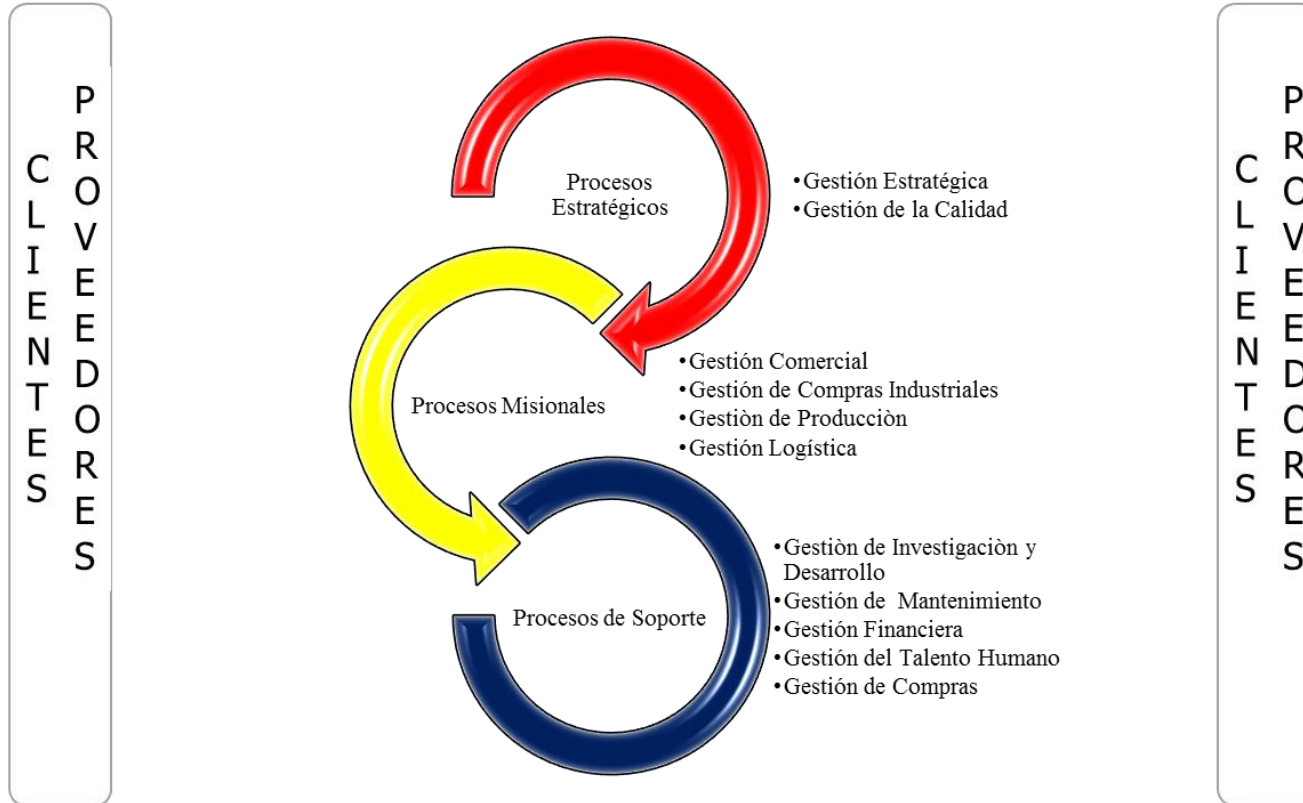 CLIENTES
PROVEEDORES
Procesos
Estratégicos
•Gestión Estratégica
•Gestión de la Calidad
Procesos Misionales
•Gestión Comercial
•Gestión de Compras Industriales
•Gestiòn de Producciòn
•Gestión Logística
Procesos de Soporte
•Gestiòn de Investigaciòn y
Desarrollo
•Gestión de Mantenimiento
•Gestión Financiera
•Gestión del Talento Humano
•Gestión de Compras
CLIENTES
PROVEEDORES